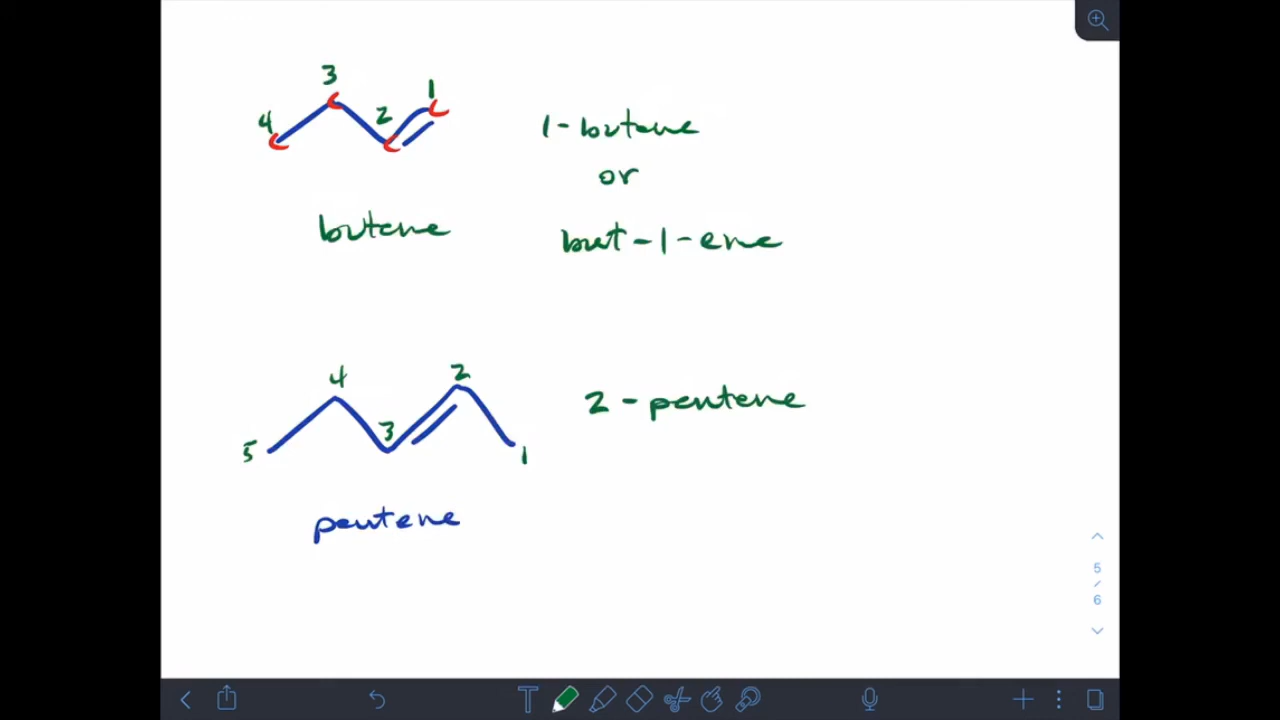 3
1
4
2
1-butene
or
butene
but-1-ene
4
2
2-pentene
3
5
1
pentene
5
/
6
T